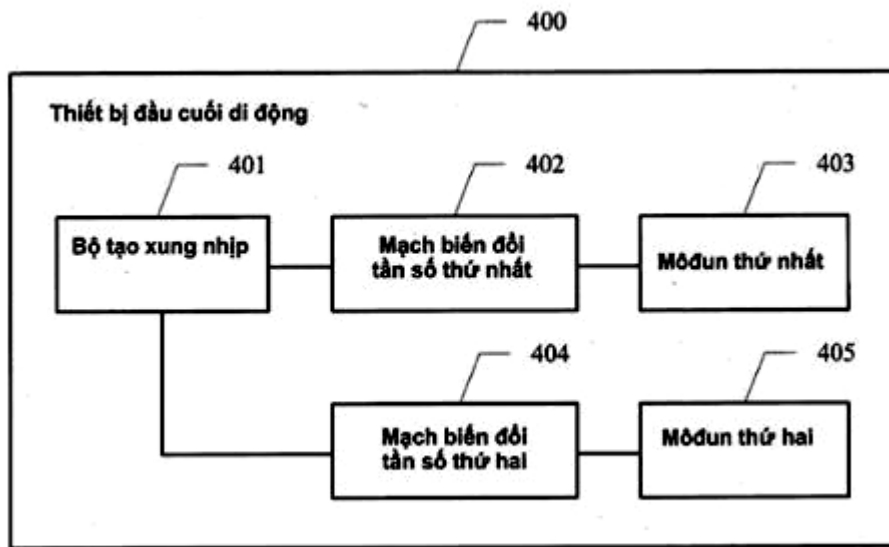 400
Thiết bị đầu cuối di động
401
402
403
Bộ tạo xung nhịp
Mạch biến đổi
tần số thứ nhất
Môđun thứ nhất
404
405
Mạch biến đổi
tần số thứ hai
Môđun thứ hai